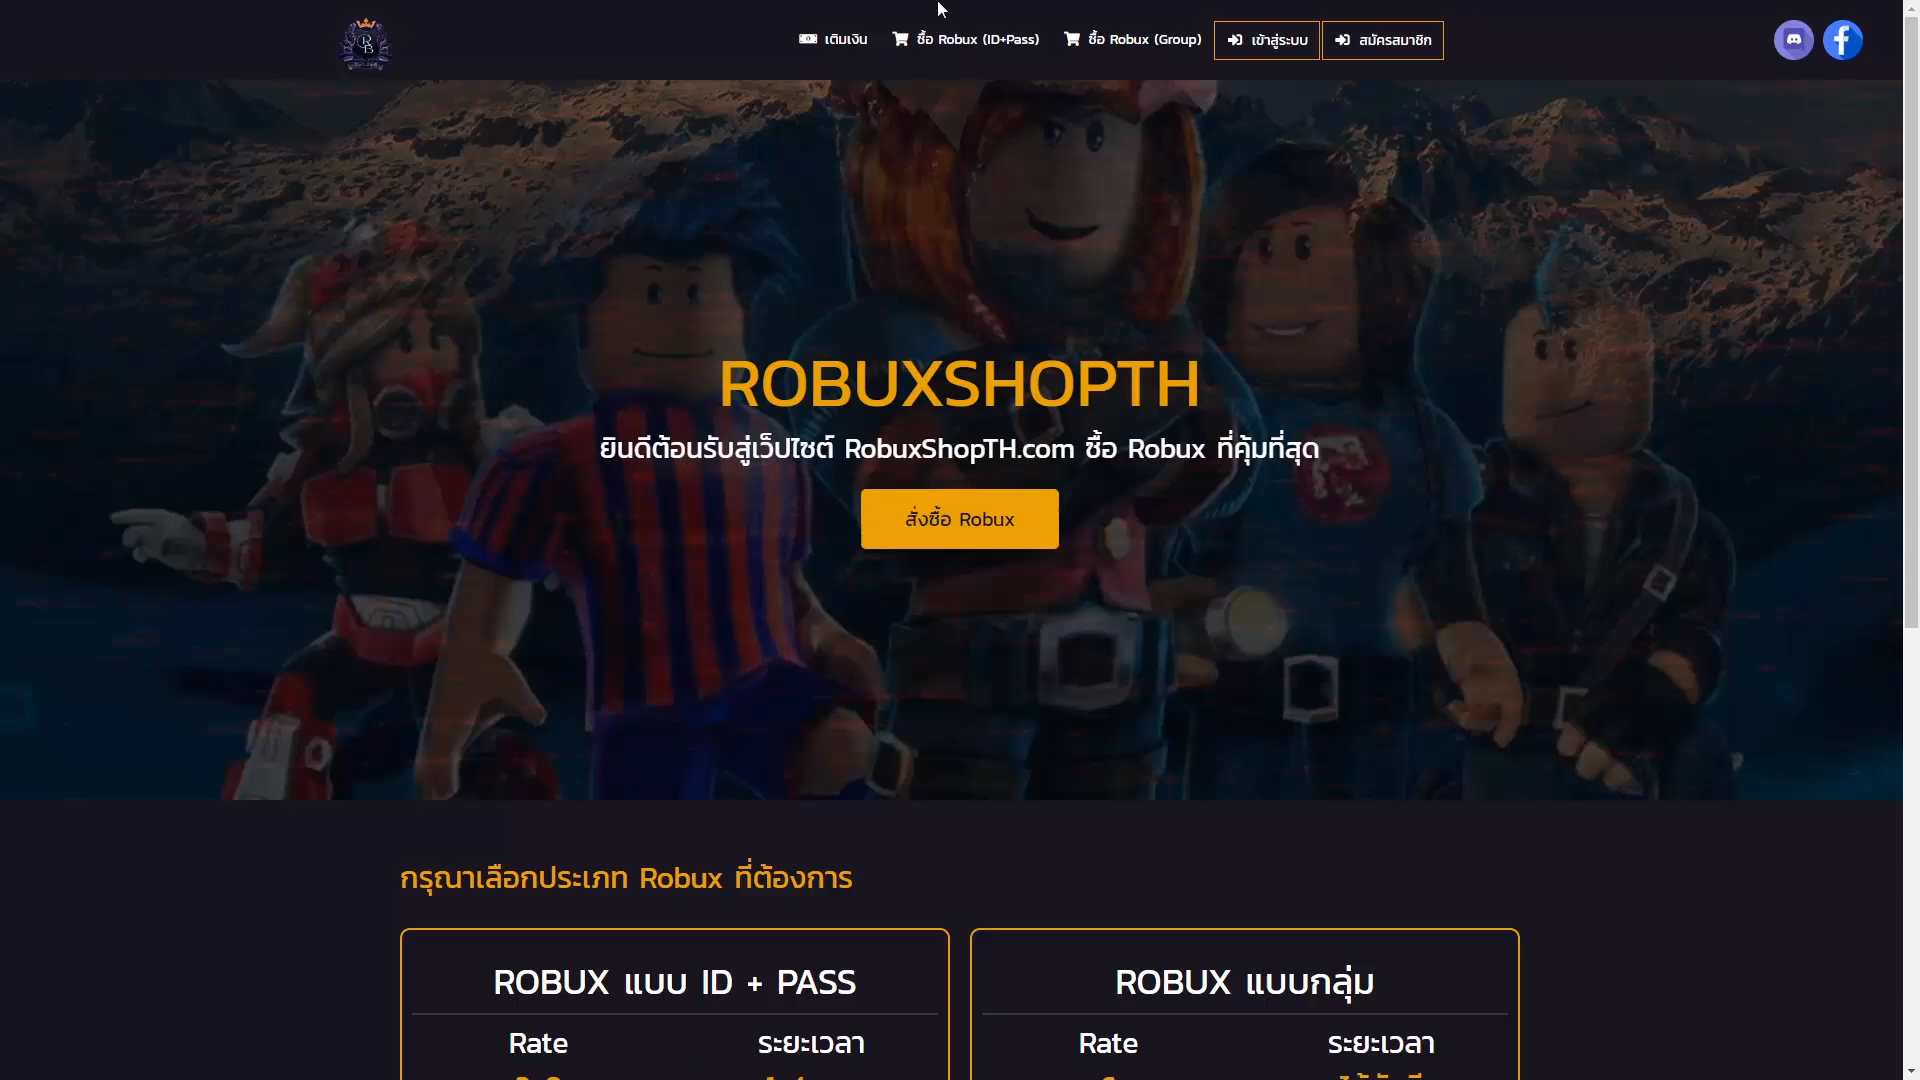 เติมเงิน
ซื้อ Robux (ID+Pass)
ซื้อ Robux (Group)
เข้าสู่ระบบ
สมัครสมาชิก
ROBUXSHOPTH
ยินดีต้อนรับสู่เว็ปไซต์ RobuxShopTH.com ซื้อ Robux ที่คุ้มที่สุด
สั่งซื้อ Robux
กรุณาเลือกประเภท Robux ที่ต้องการ
ROBUX แบบ ID + PASS
Rate ระยะเวลา
ROBUX แบบกลุ่ม
Rate ระยะเวลา